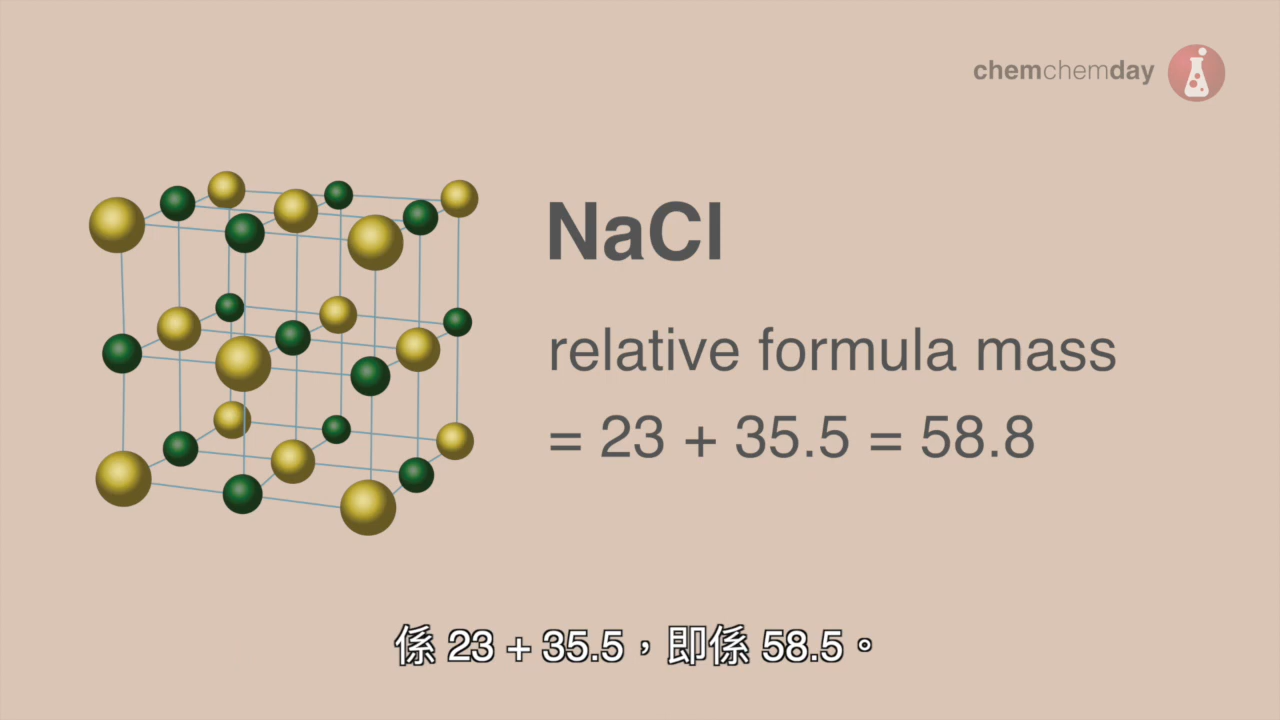 chemchemday
NaCl
relative formula mass
= 23 + 35.5 = 58.8
係 23 + 35.5，即係 58.5。